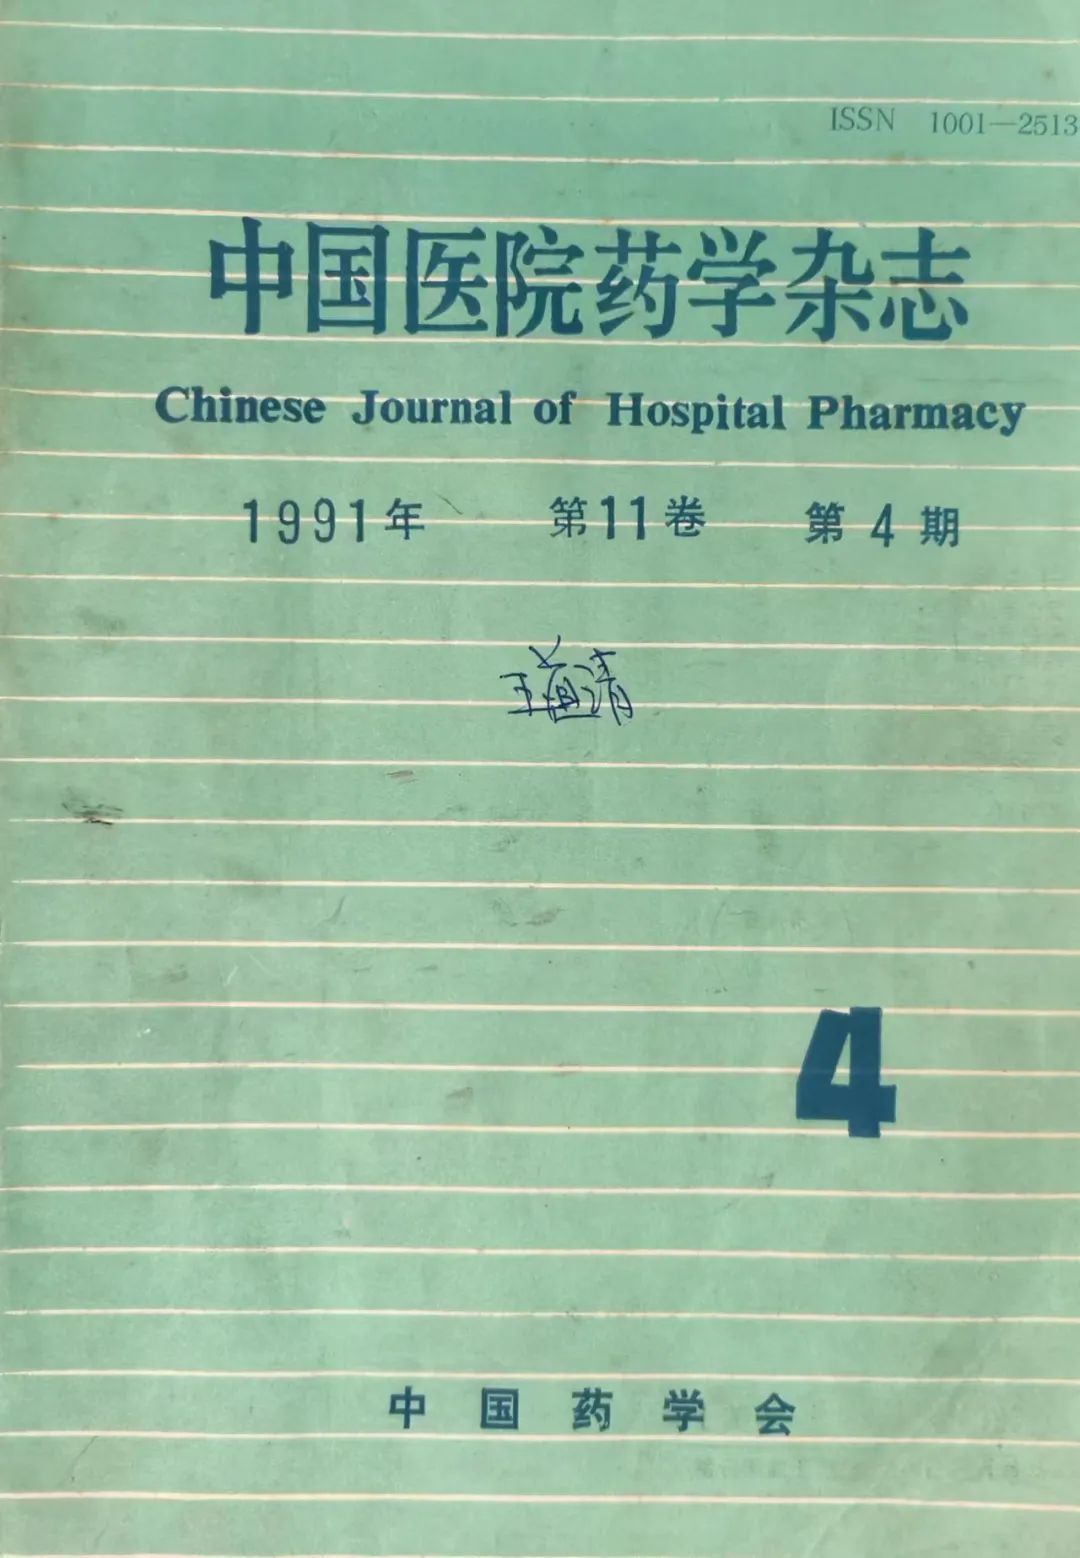 ISSN 1001—2513
中国医院药学杂志
Chinese Journal of Hospital Pharmacy
1991年 第11卷 第4期
4
中国药学会